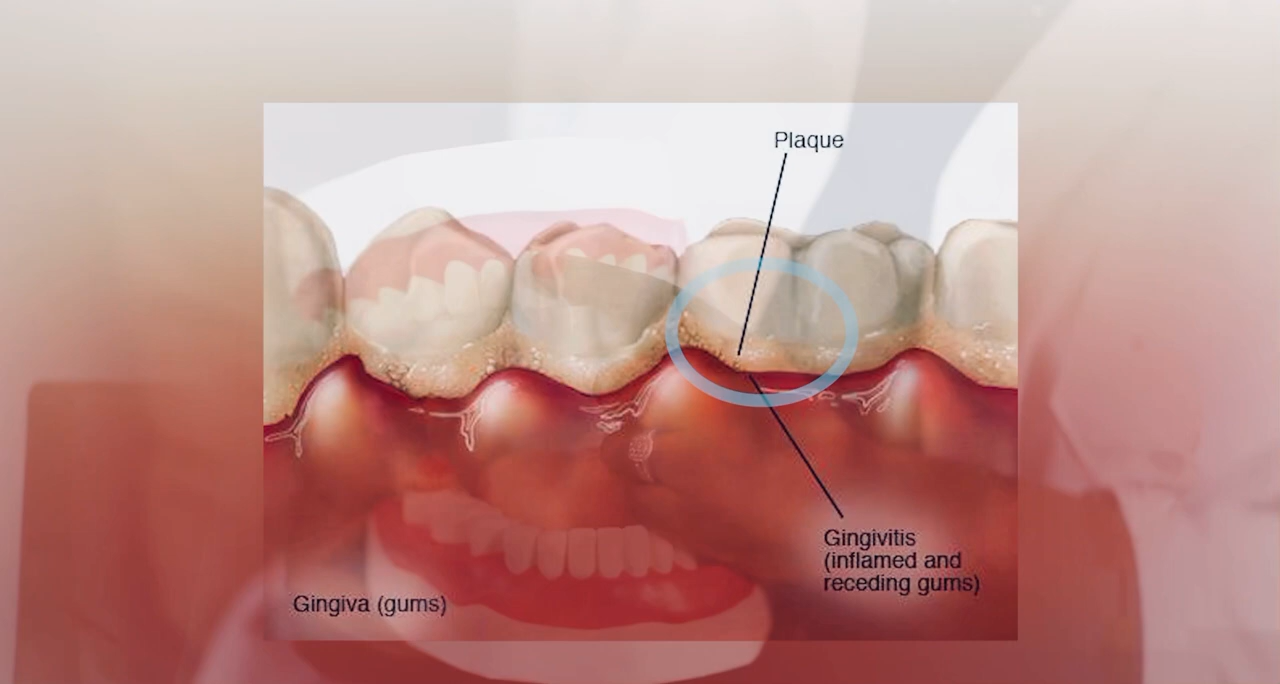 Plaque
Gingivitis
(inflamed and
receding gums)
Gingiva (gums)